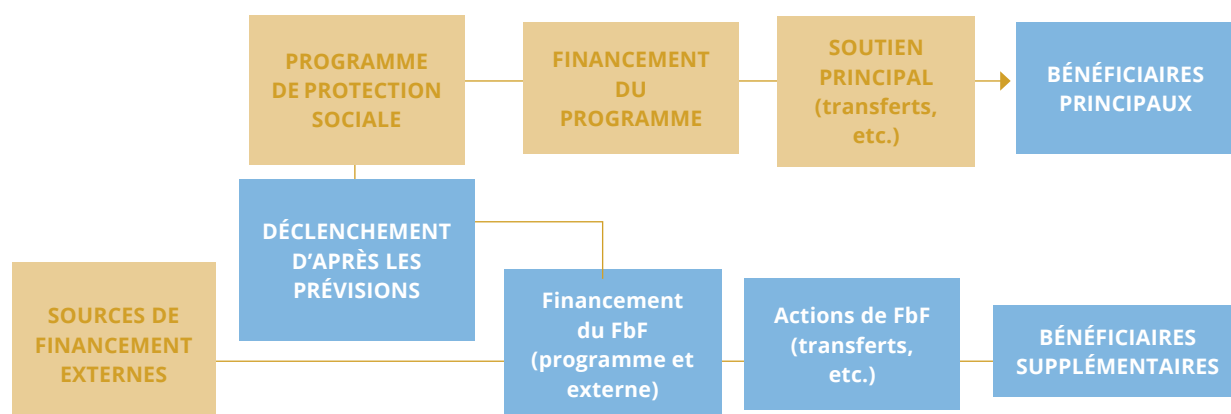 PROGRAMME
DE PROTECTION
SOCIALE
FINANCEMENT
DU
PROGRAMME
SOUTIEN
PRINCIPAL
(transferts,
etc.)
BÉNÉFICIAIRES
PRINCIPAUX
DÉCLENCHEMENT
D’APRÈS LES
PRÉVISIONS
SOURCES DE
FINANCEMENT
EXTERNES
Financement
du FbF
(programme et
externe)
Actions de FbF
(transferts,
etc.)
BÉNÉFICIAIRES
SUPPLÉMENTAIRES